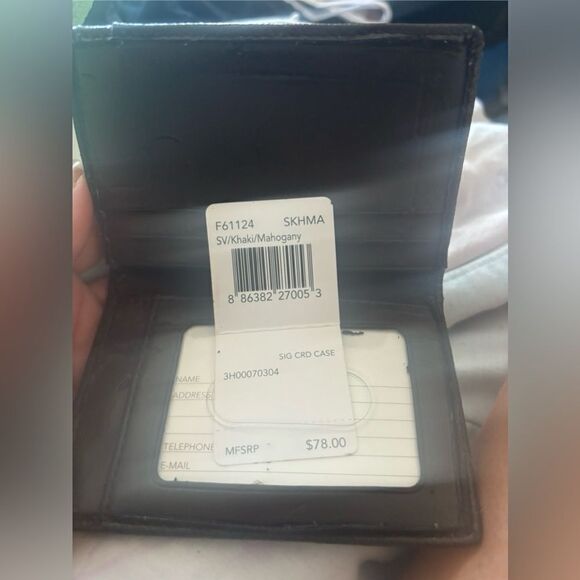 F61124 SKHMA
SV/Khaki/Mahogany
8 86382 27005 3
SIG CRD CASE
3H00070304
NAME
ADDRESS
TELEPHONE
MFSRP $78.00
E-MAIL